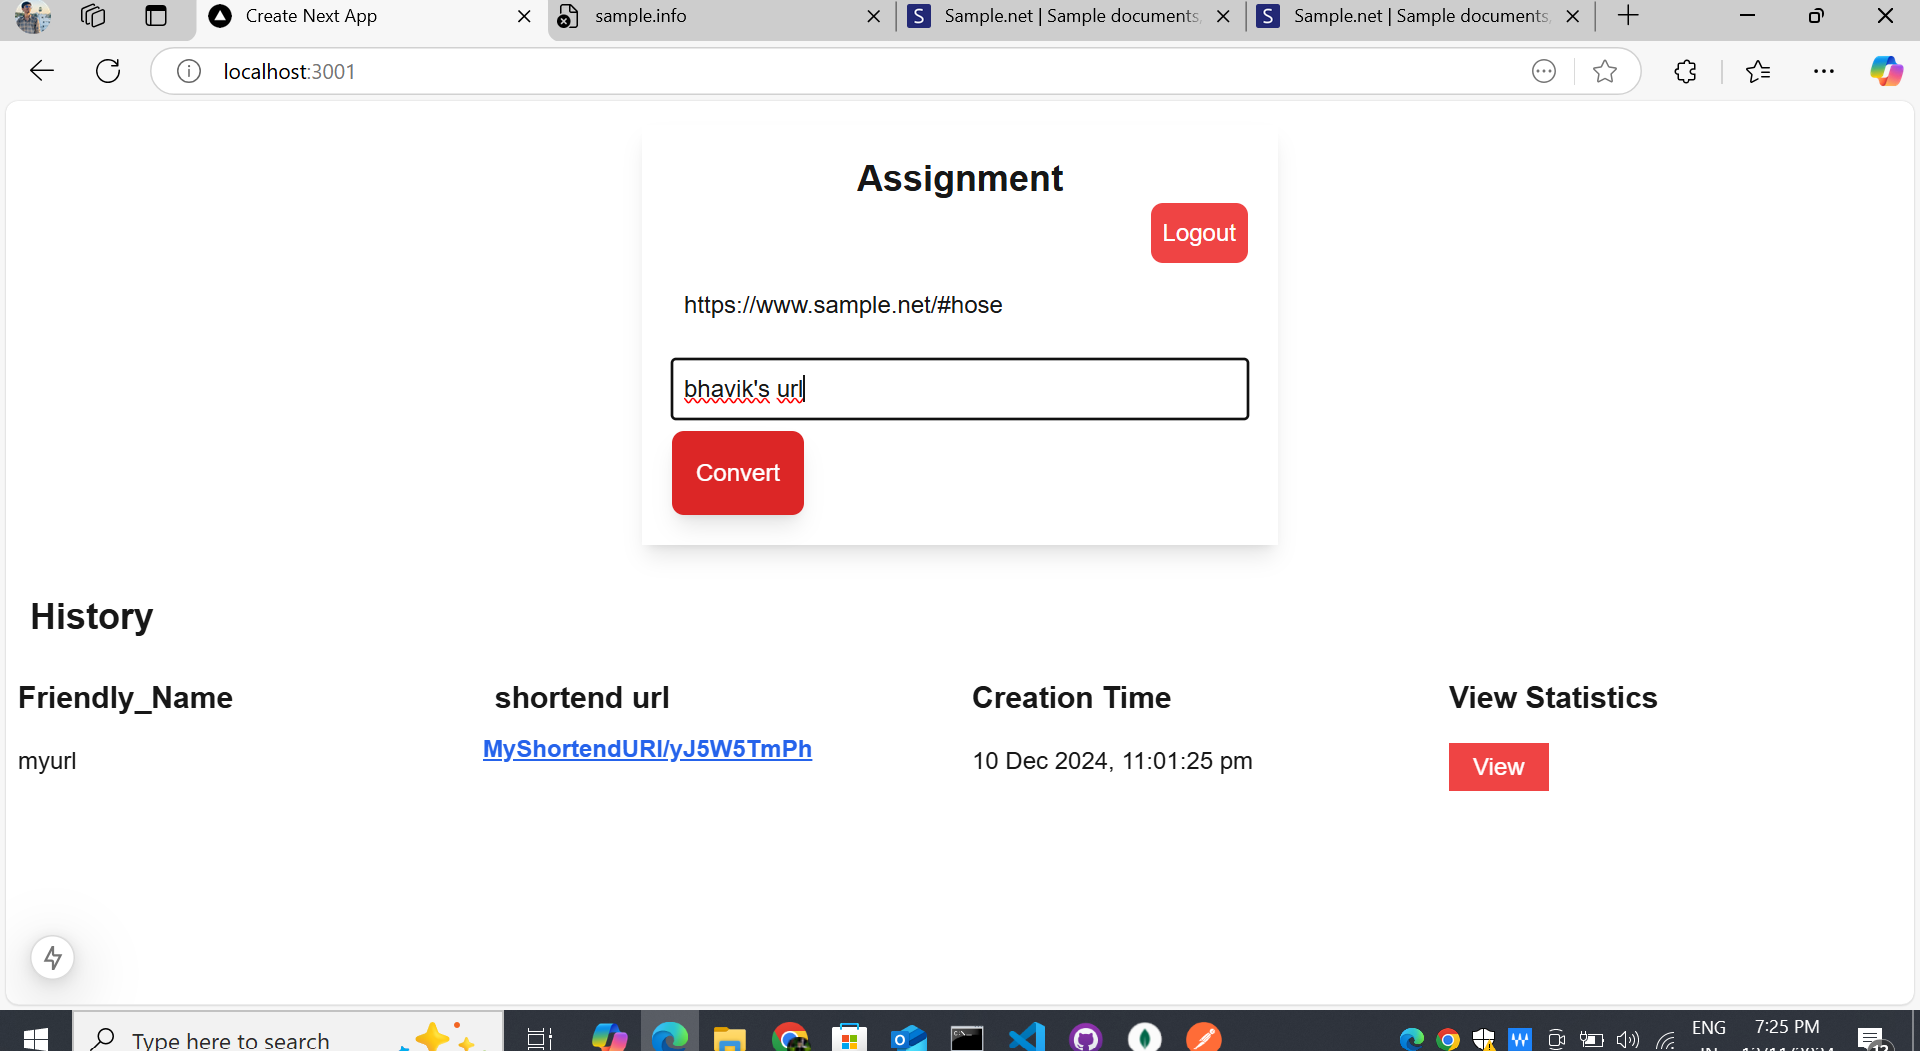 Create Next App
sample.info
Sample.net | Sample documents,
Sample.net | Sample documents,
localhost:3001
Assignment
Logout
https://www.sample.net/#hose
bhavik's url
Convert
History
Friendly_Name shortend url Creation Time View Statistics
myurl MyShortendURl/yJ5W5TmPh 10 Dec 2024, 11:01:25 pm View
Type here to search
ENG
7:25 PM